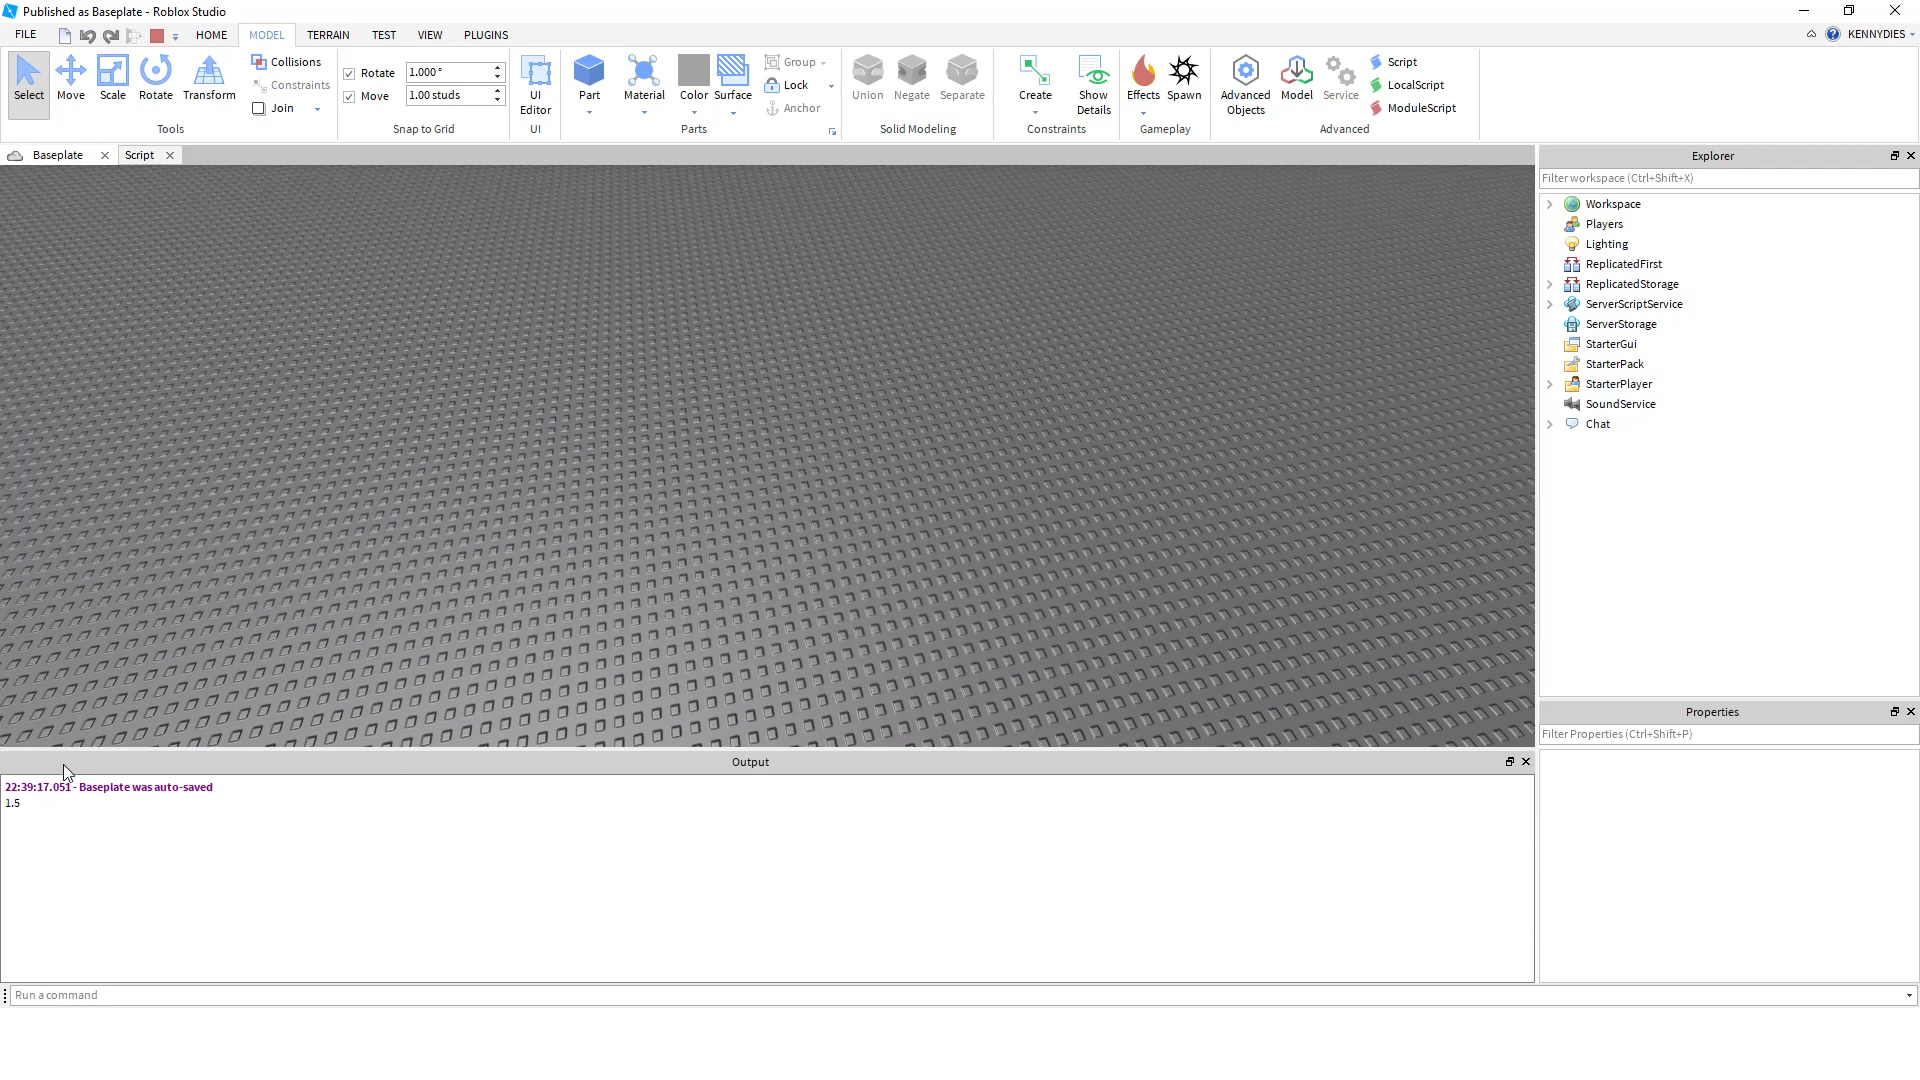 Published as Baseplate - Roblox Studio
FILE HOME MODEL TERRAIN TEST VIEW PLUGINS KENNYDIES
Select Move Scale Rotate Transform
Collisions
Constraints
Join
Tools
Rotate 1.000 °
Move 1.00 studs
Snap to Grid
UI
Editor
UI
Part Material Color Surface
Group
Lock
Anchor
Parts
Union Negate Separate
Solid Modeling
Create Show
Details
Constraints
Effects Spawn
Gameplay
Advanced
Objects
Model Service
Script
LocalScript
ModuleScript
Advanced
Baseplate Script
Explorer
Filter workspace (Ctrl+Shift+X)
Workspace
Players
Lighting
ReplicatedFirst
ReplicatedStorage
ServerScriptService
ServerStorage
StarterGui
StarterPack
StarterPlayer
SoundService
Chat
Properties
Filter Properties (Ctrl+Shift+P)
Output
22:39:17.051 - Baseplate was auto-saved
1.5
Run a command